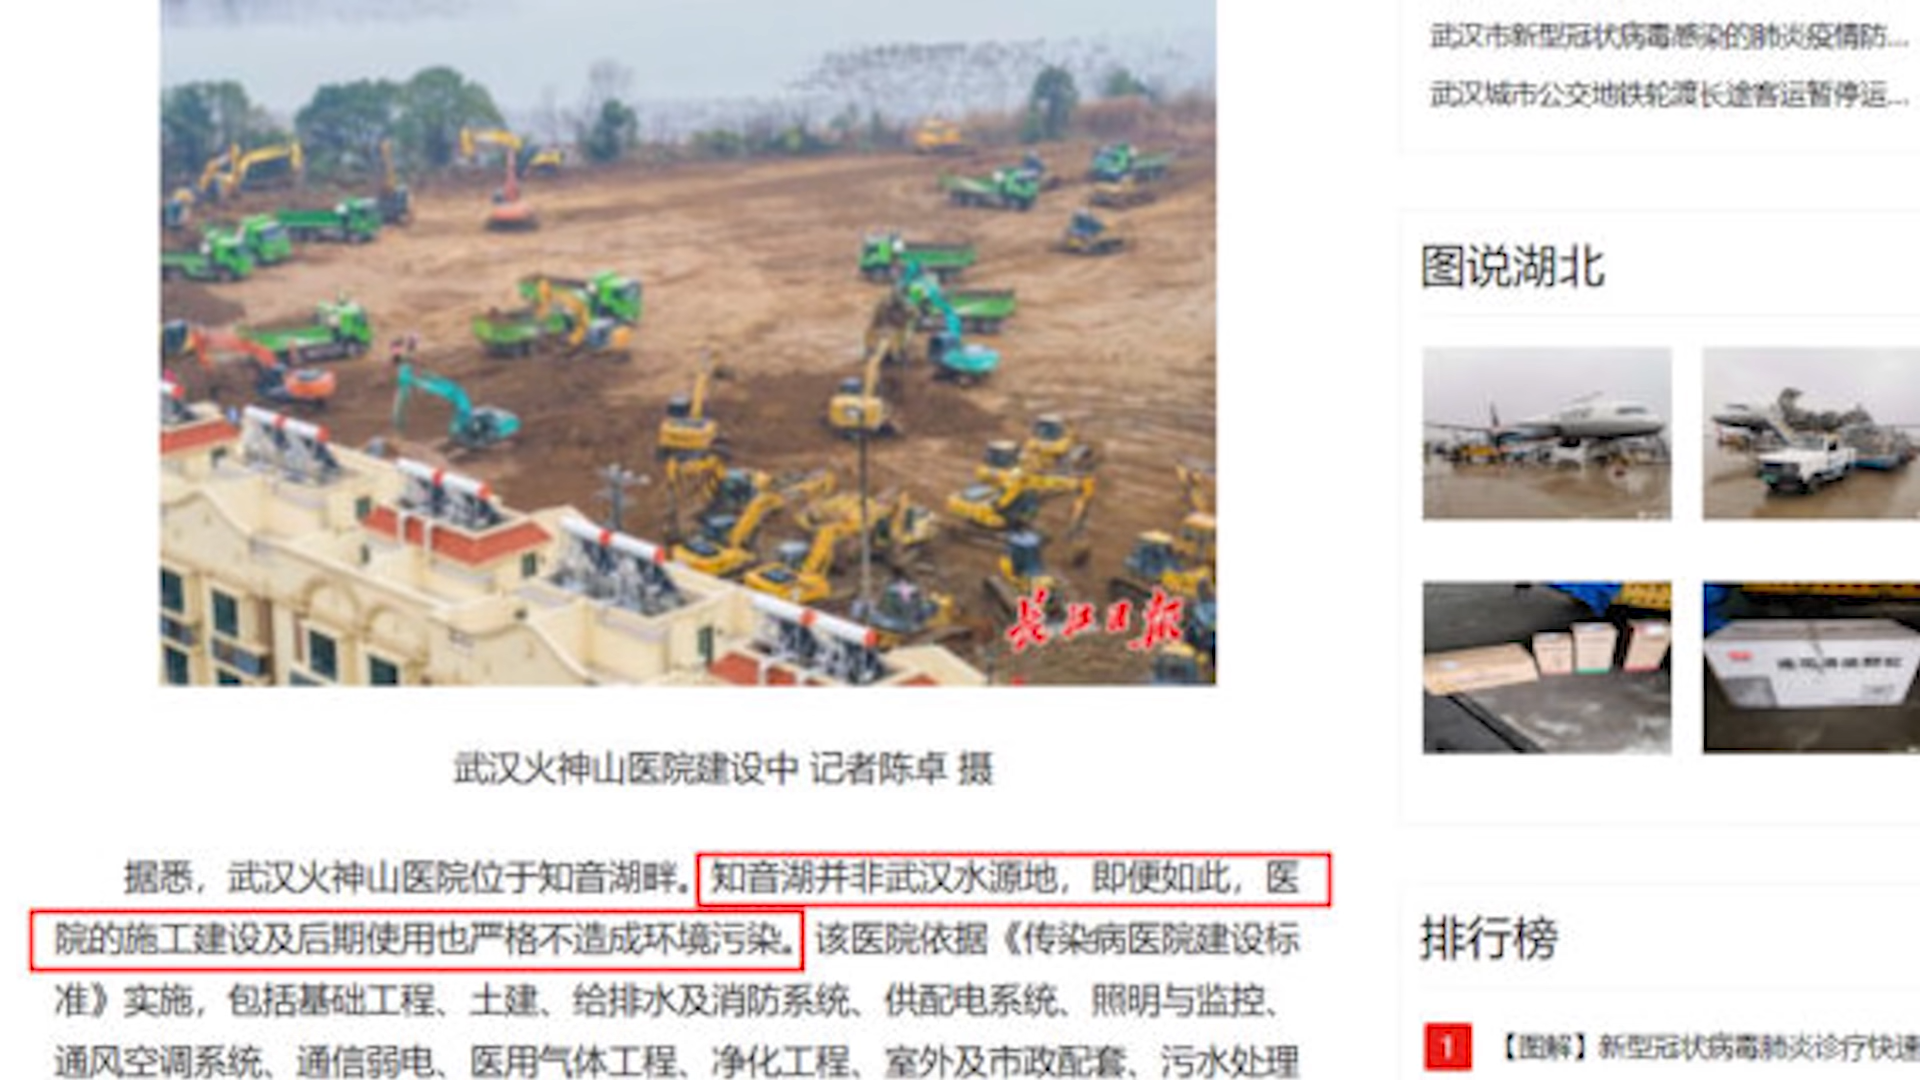 武汉市新型冠状病毒感染的肺炎疫情防...
武汉城市公交地铁轮渡长途客运暂停运...
图说湖北
长江日报
武汉火神山医院建设中 记者陈卓 摄
据悉，武汉火神山医院位于知音湖畔。知音湖并非武汉水源地，即便如此，医
院的施工建设及后期使用也严格不造成环境污染。该医院依据《传染病医院建设标
准》实施，包括基础工程、土建、给排水及消防系统、供配电系统、照明与监控、
通风空调系统、通信弱电、医用气体工程、净化工程、室外及市政配套、污水处理
排行榜
1 【图解】新型冠状病毒肺炎诊疗快速